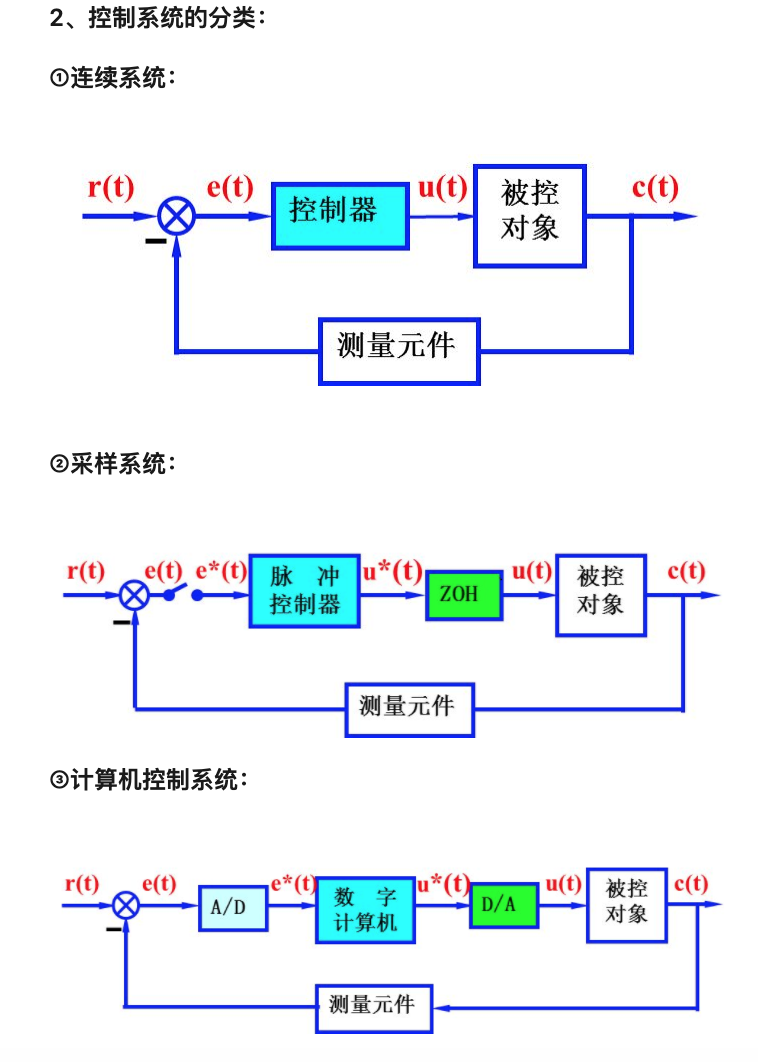 2、控制系统的分类：
①连续系统：
r(t) e(t) 控制器 u(t) 被控对象 c(t)
测量元件
②采样系统：
r(t) e(t) e*(t) 脉 冲 控制器 u*(t) ZOH u(t) 被控对象 c(t)
测量元件
③计算机控制系统：
r(t) e(t) A/D e*(t) 数 字 计算机 u*(t) D/A u(t) 被控对象 c(t)
测量元件